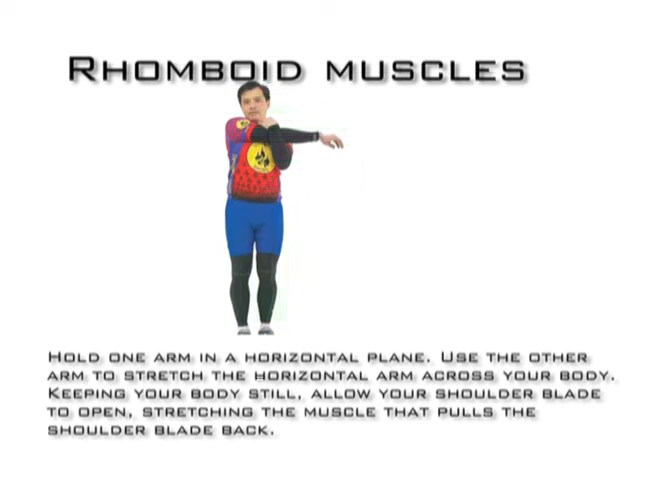 Rhomboid muscles
Hold one arm in a horizontal plane. Use the other
arm to stretch the horizontal arm across your body.
Keeping your body still, allow your shoulder blade
to open, stretching the muscle that pulls the
shoulder blade back.